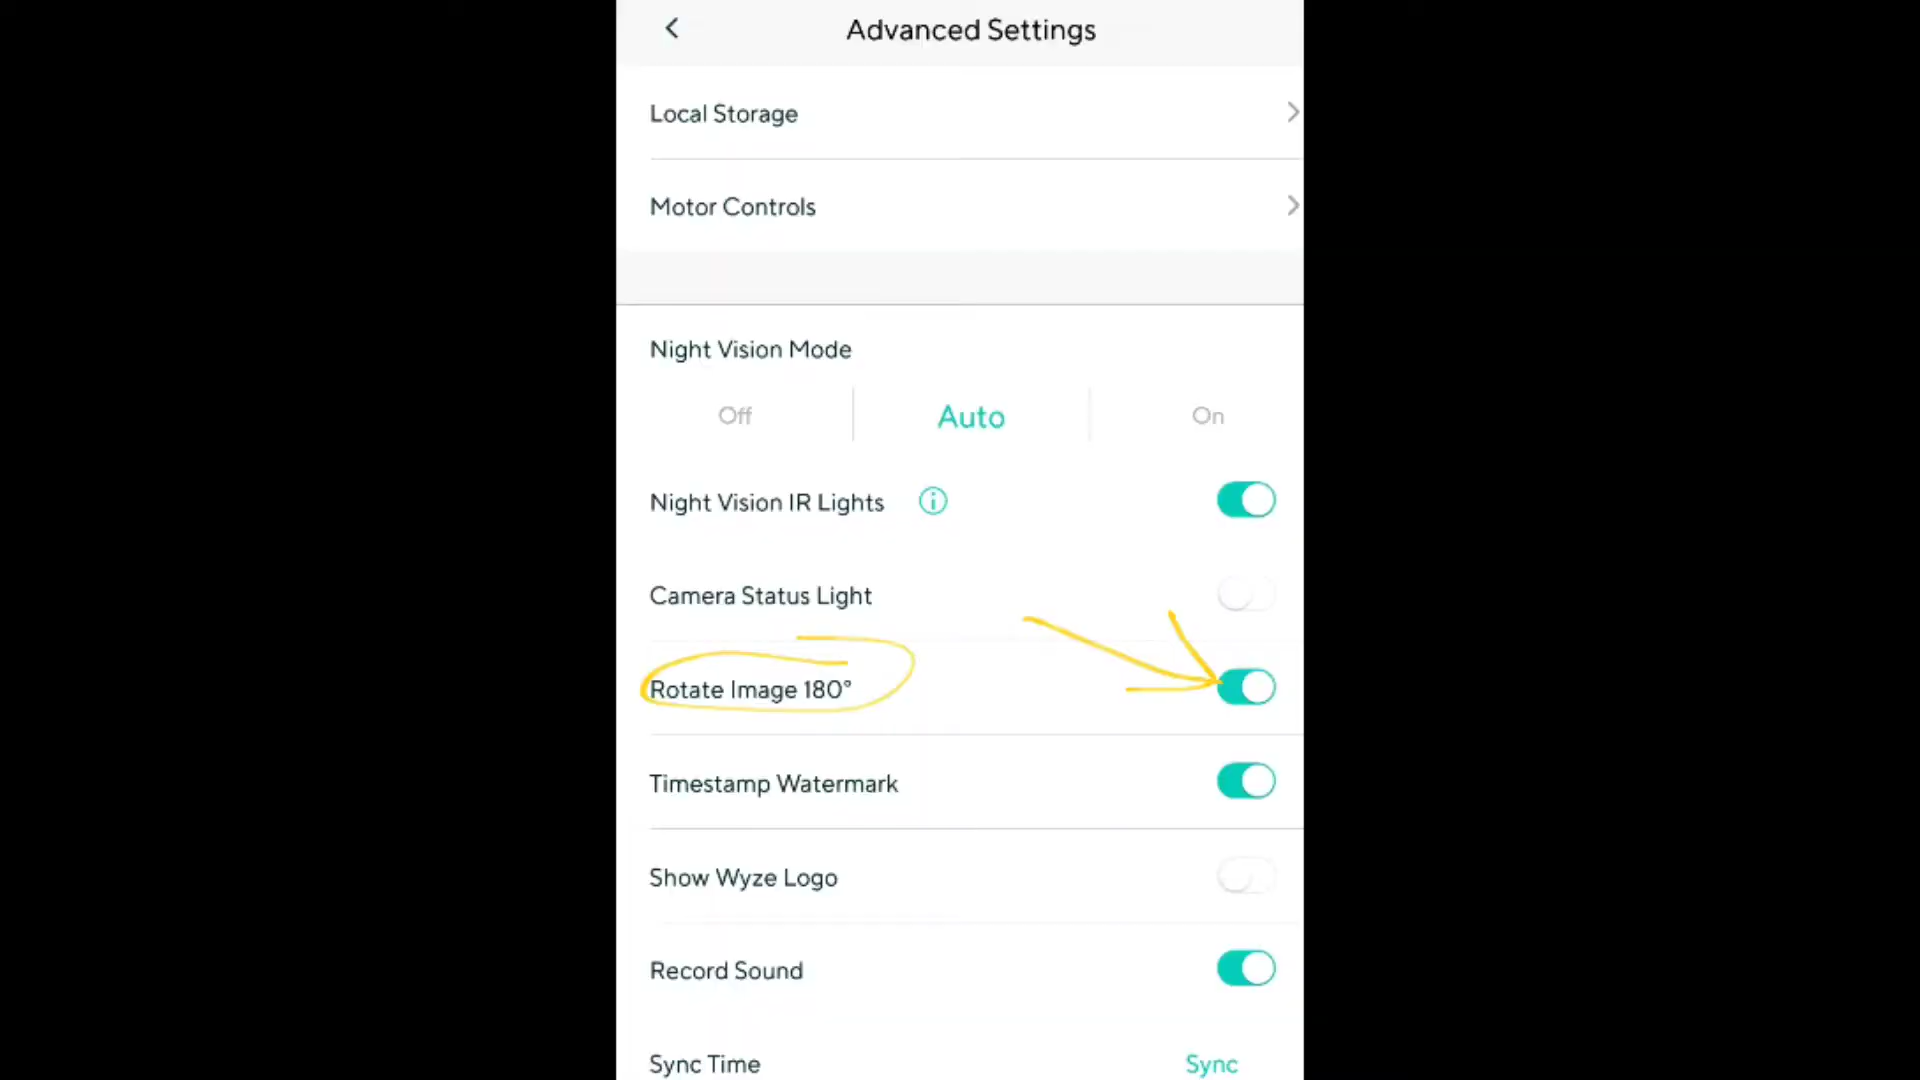 Advanced Settings
Local Storage
Motor Controls
Night Vision Mode
Off Auto On
Night Vision IR Lights
Camera Status Light
Rotate Image 180°
Timestamp Watermark
Show Wyze Logo
Record Sound
Sync Time Sync